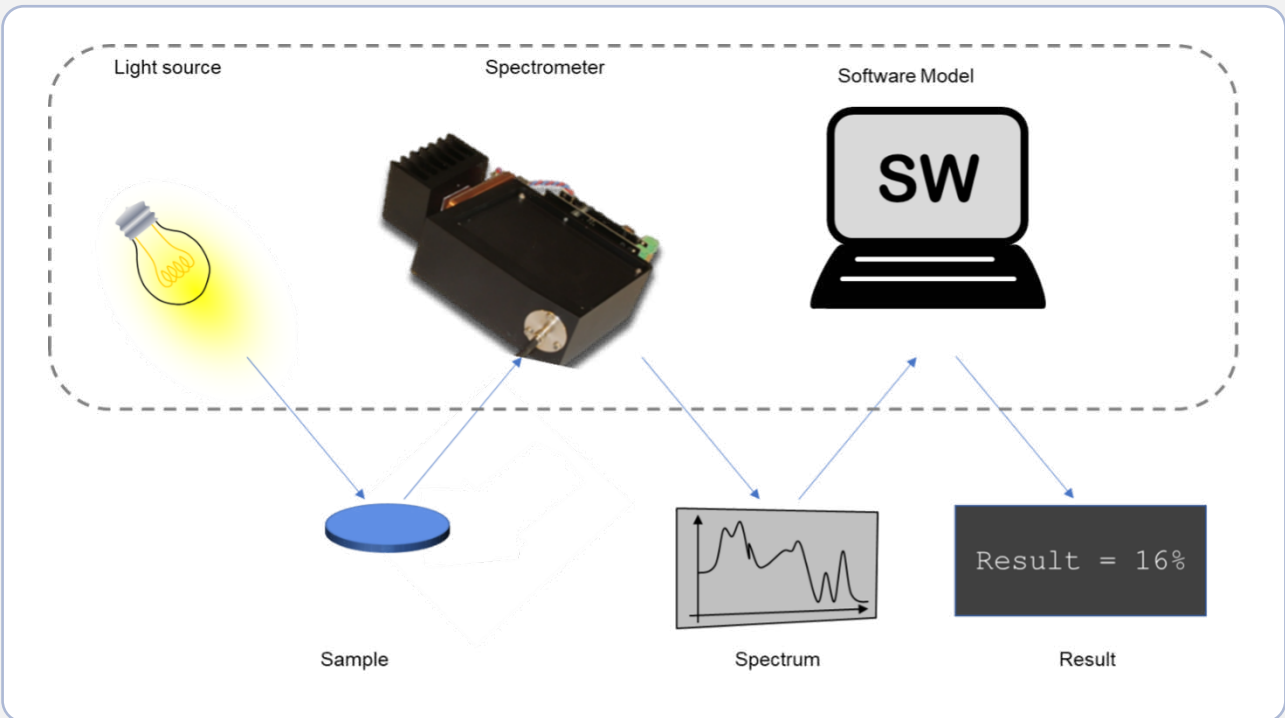 Light source
Spectrometer
Software Model
SW
Result = 16%
Sample
Spectrum
Result